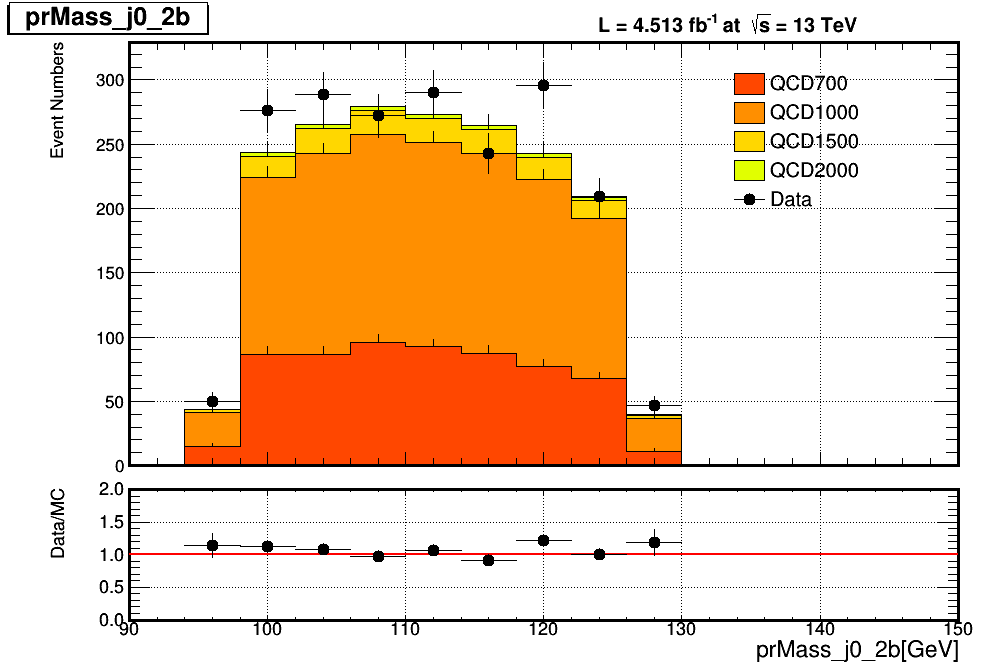 prMass_j0_2b
L = 4.513 fb⁻¹ at √s = 13 TeV
Event Numbers
300
250
200
150
100
50
0
QCD700
QCD1000
QCD1500
QCD2000
Data
Data/MC
2.0
1.5
1.0
0.5
0.0
90 100 110 120 130 140 150
prMass_j0_2b[GeV]